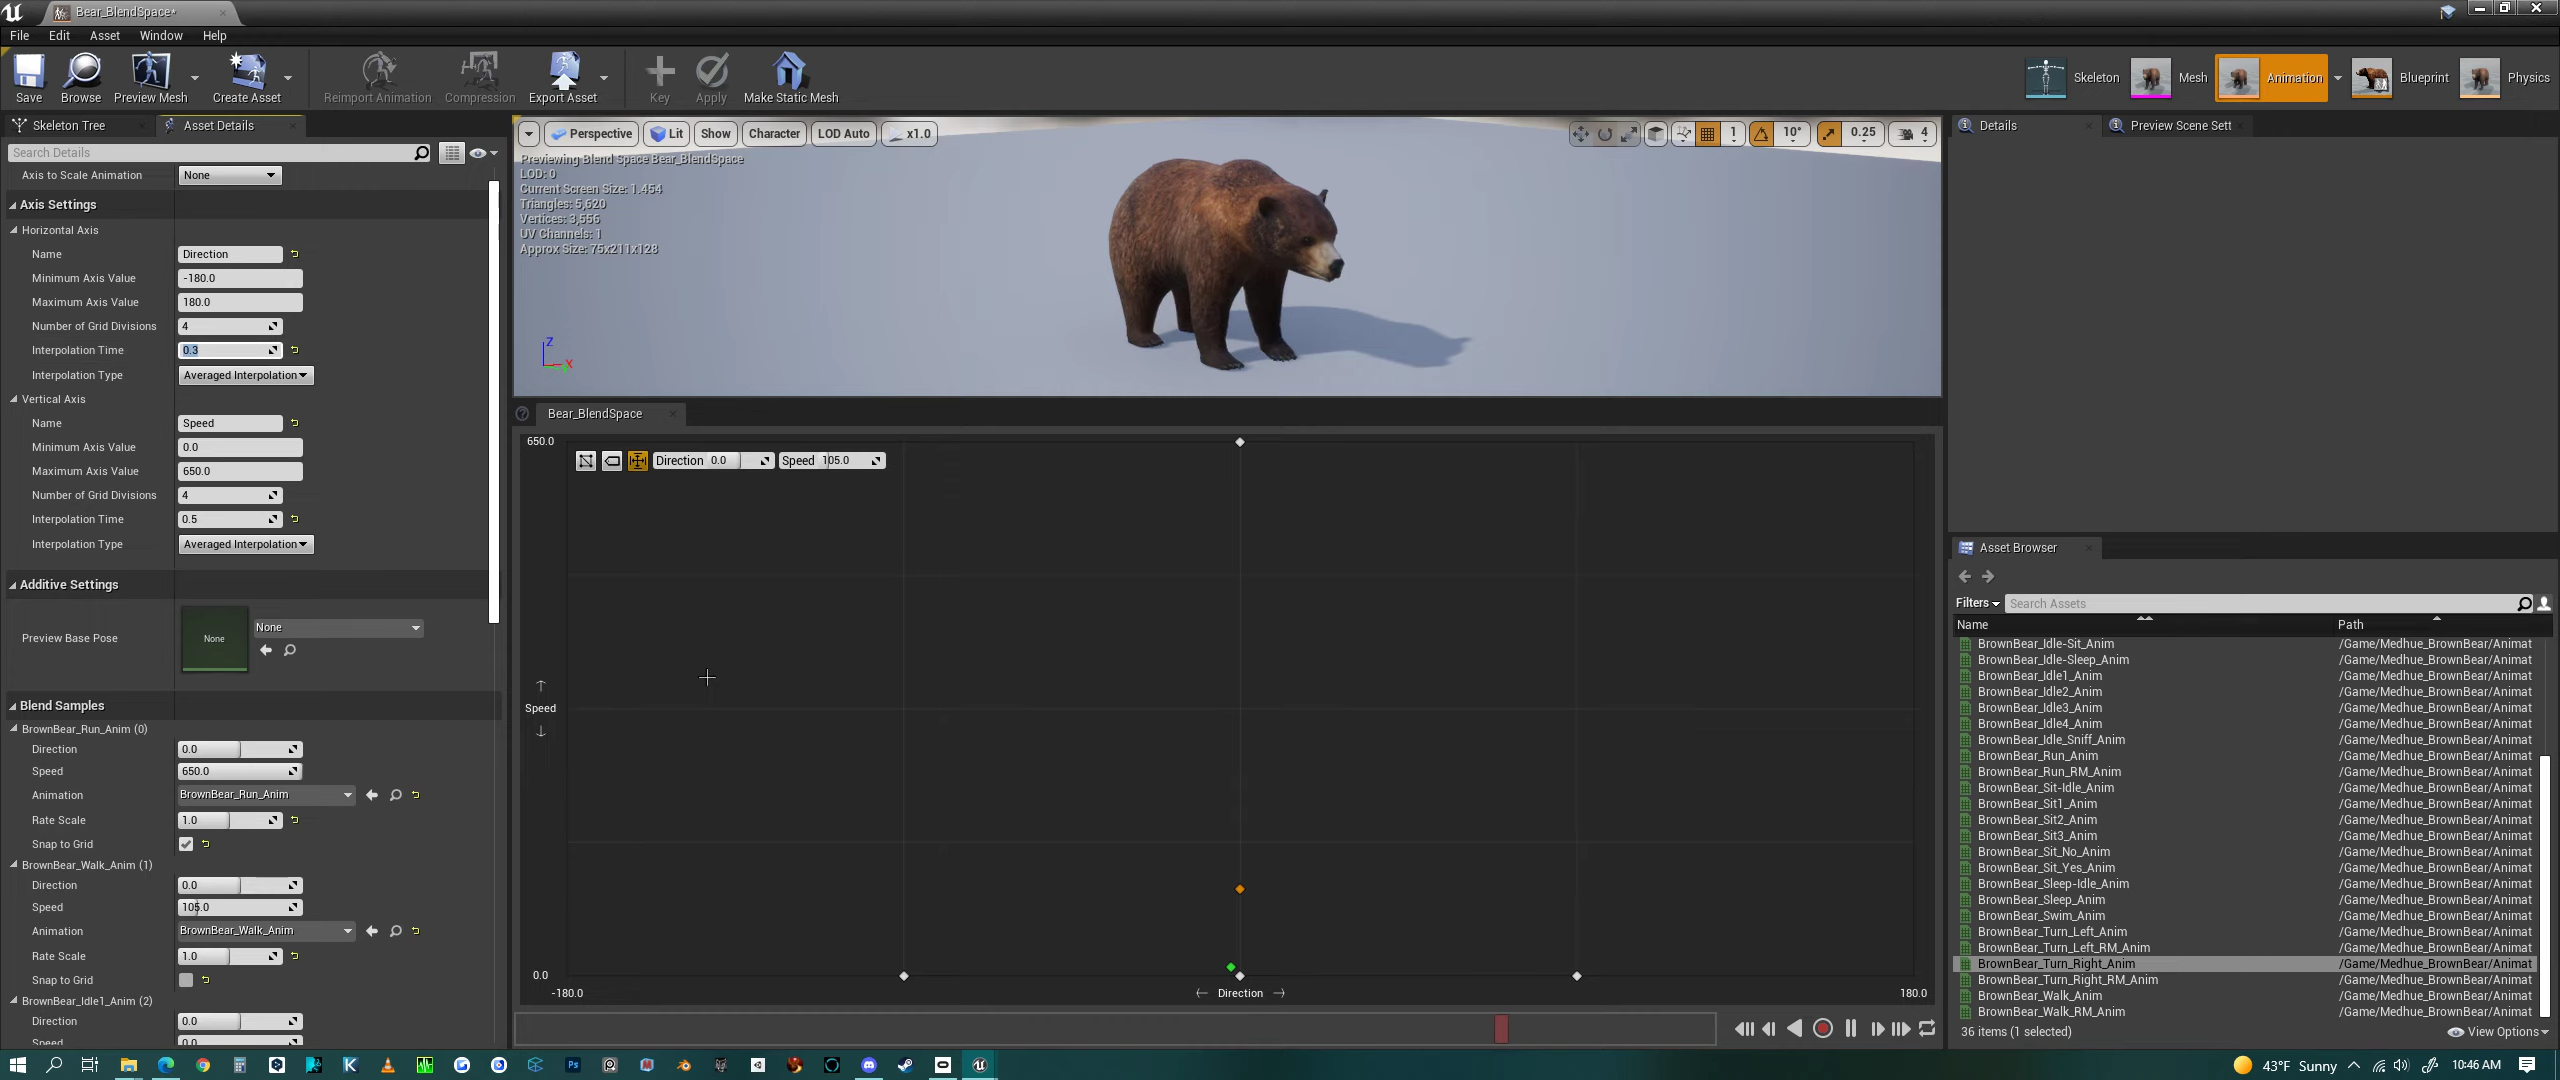 Bear_BlendSpace*
File Edit Asset Window Help
Save Browse Preview Mesh Create Asset Reimport Animation Compression Export Asset Key Apply Make Static Mesh
Skeleton Mesh Animation Blueprint Physics
Skeleton Tree Asset Details
Search Details
Axis to Scale Animation None
Axis Settings
Horizontal Axis
Name Direction
Minimum Axis Value -180.0
Maximum Axis Value 180.0
Number of Grid Divisions 4
Interpolation Time 0.3
Interpolation Type Averaged Interpolation
Vertical Axis
Name Speed
Minimum Axis Value 0.0
Maximum Axis Value 650.0
Number of Grid Divisions 4
Interpolation Time 0.5
Interpolation Type Averaged Interpolation
Additive Settings
Preview Base Pose None None
Blend Samples
BrownBear_Run_Anim (0)
Direction 0.0
Speed 650.0
Animation BrownBear_Run_Anim
Rate Scale 1.0
Snap to Grid
BrownBear_Walk_Anim (1)
Direction 0.0
Speed 105.0
Animation BrownBear_Walk_Anim
Rate Scale 1.0
Snap to Grid
BrownBear_Idle1_Anim (2)
Direction 0.0
Speed 0.0
Perspective Lit Show Character LOD Auto x1.0 1 10° 0.25 4
Previewing Blend Space Bear_BlendSpace
LOD: 0
Current Screen Size: 1.454
Triangles: 5,620
Vertices: 3,556
UV Channels: 1
Approx Size: 75x211x128
Z
X
Bear_BlendSpace
650.0
Direction 0.0 Speed 105.0
Speed
0.0
-180.0 Direction 180.0
Details Preview Scene Sett
Asset Browser
Filters Search Assets
Name Path
BrownBear_Idle-Sit_Anim /Game/Medhue_BrownBear/Animat
BrownBear_Idle-Sleep_Anim /Game/Medhue_BrownBear/Animat
BrownBear_Idle1_Anim /Game/Medhue_BrownBear/Animat
BrownBear_Idle2_Anim /Game/Medhue_BrownBear/Animat
BrownBear_Idle3_Anim /Game/Medhue_BrownBear/Animat
BrownBear_Idle4_Anim /Game/Medhue_BrownBear/Animat
BrownBear_Idle_Sniff_Anim /Game/Medhue_BrownBear/Animat
BrownBear_Run_Anim /Game/Medhue_BrownBear/Animat
BrownBear_Run_RM_Anim /Game/Medhue_BrownBear/Animat
BrownBear_Sit-Idle_Anim /Game/Medhue_BrownBear/Animat
BrownBear_Sit1_Anim /Game/Medhue_BrownBear/Animat
BrownBear_Sit2_Anim /Game/Medhue_BrownBear/Animat
BrownBear_Sit3_Anim /Game/Medhue_BrownBear/Animat
BrownBear_Sit_No_Anim /Game/Medhue_BrownBear/Animat
BrownBear_Sit_Yes_Anim /Game/Medhue_BrownBear/Animat
BrownBear_Sleep-Idle_Anim /Game/Medhue_BrownBear/Animat
BrownBear_Sleep_Anim /Game/Medhue_BrownBear/Animat
BrownBear_Swim_Anim /Game/Medhue_BrownBear/Animat
BrownBear_Turn_Left_Anim /Game/Medhue_BrownBear/Animat
BrownBear_Turn_Left_RM_Anim /Game/Medhue_BrownBear/Animat
BrownBear_Turn_Right_Anim /Game/Medhue_BrownBear/Animat
BrownBear_Turn_Right_RM_Anim /Game/Medhue_BrownBear/Animat
BrownBear_Walk_Anim /Game/Medhue_BrownBear/Animat
BrownBear_Walk_RM_Anim /Game/Medhue_BrownBear/Animat
36 items (1 selected) View Options
43°F Sunny 10:46 AM